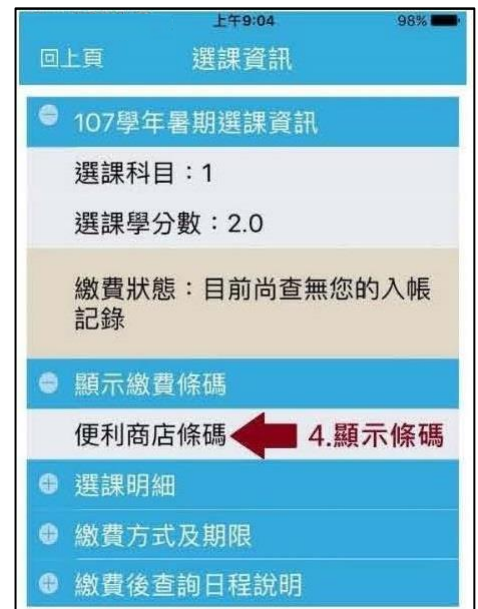 上午9:04 98%
回上頁 選課資訊
107學年暑期選課資訊
選課科目：1
選課學分數：2.0
繳費狀態：目前尚查無您的入帳
記錄
顯示繳費條碼
便利商店條碼 4.顯示條碼
選課明細
繳費方式及期限
繳費後查詢日程說明